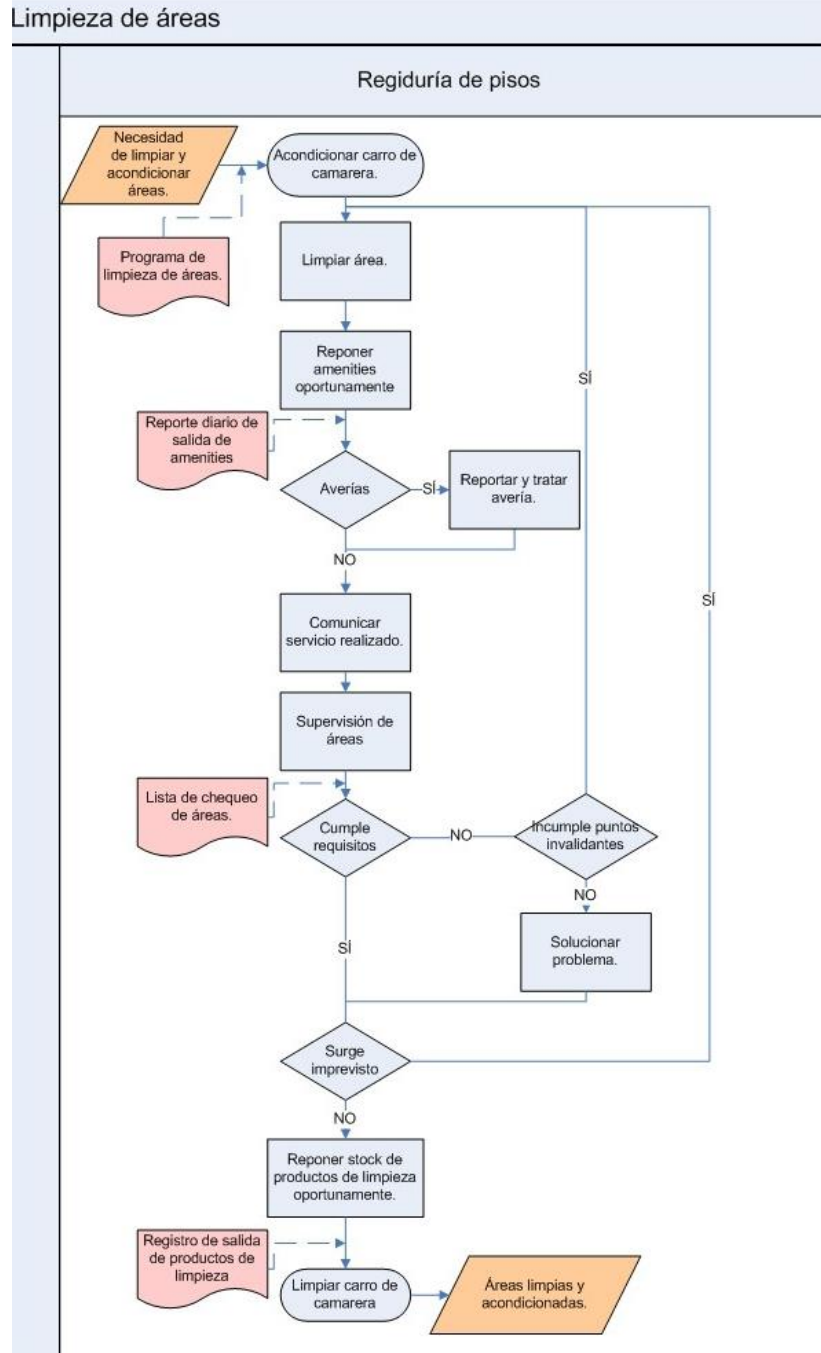 Limpieza de áreas
Regiduría de pisos
Necesidad
de limpiar y
acondicionar
áreas.
Acondicionar carro de
camarera.
Programa de
limpieza de áreas.
Limpiar área.
Reponer
amenities
oportunamente
SÍ
Reporte diario de
salida de
amenities
Averías
SÍ
Reportar y tratar
avería.
NO
Comunicar
servicio realizado.
SÍ
Supervisión de
áreas
Lista de chequeo
de áreas.
Cumple
requisitos
NO
Incumple puntos
invalidantes
NO
SÍ
Solucionar
problema.
Surge
imprevisto
NO
Reponer stock de
productos de limpieza
oportunamente.
Registro de salida
de productos de
limpieza
Limpiar carro de
camarera
Áreas limpias y
acondicionadas.